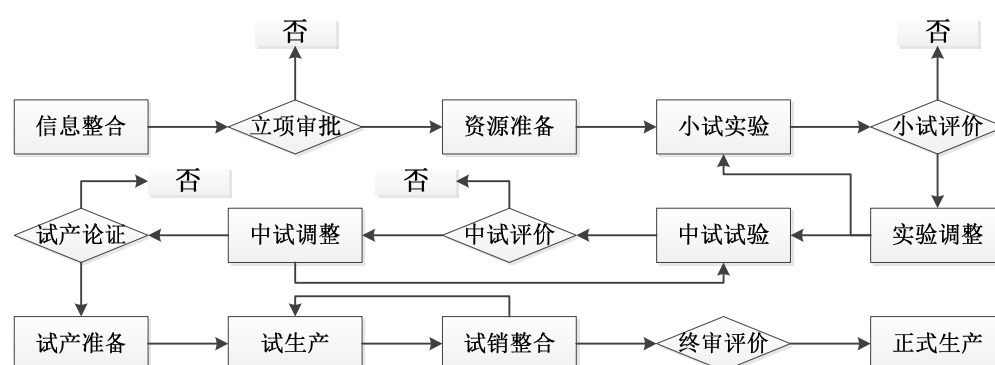 否
否
信息整合
立项审批
资源准备
小试实验
小试评价
否
否
试产论证
中试调整
中试评价
中试试验
实验调整
试产准备
试生产
试销整合
终审评价
正式生产